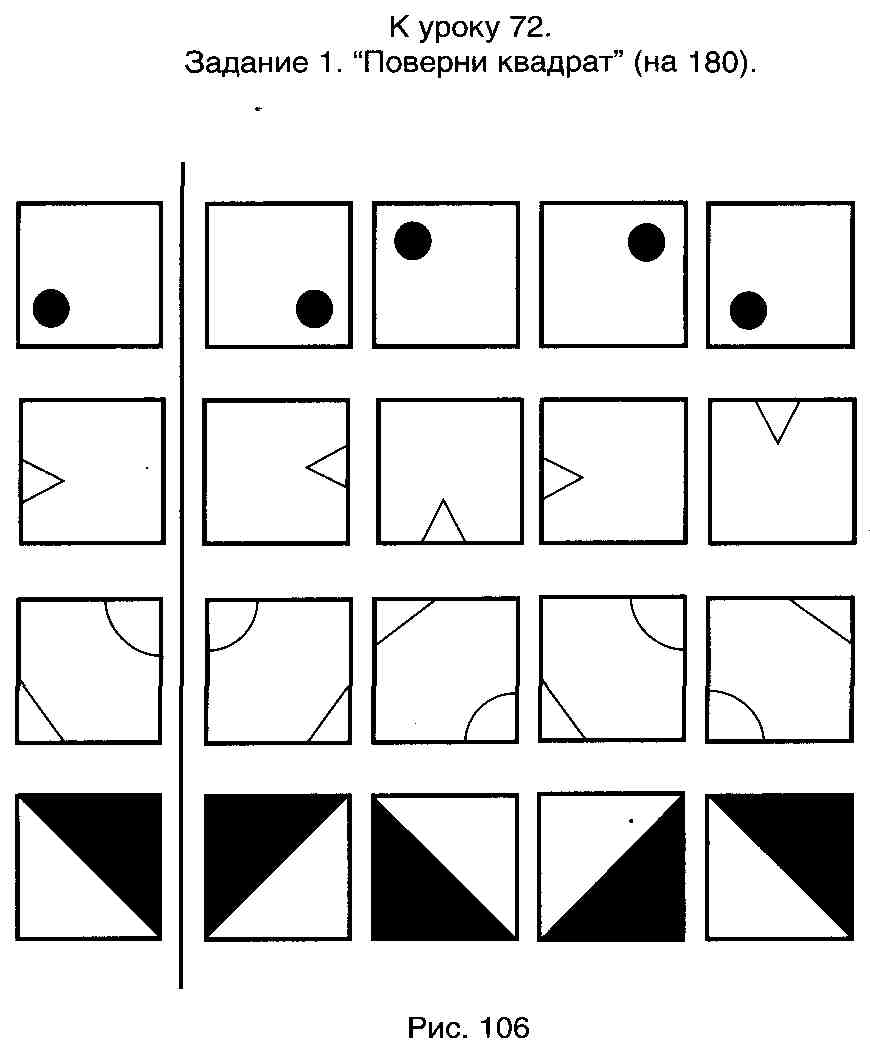 К уроку 72.
Задание 1. “Поверни квадрат” (на 180).
Рис. 106